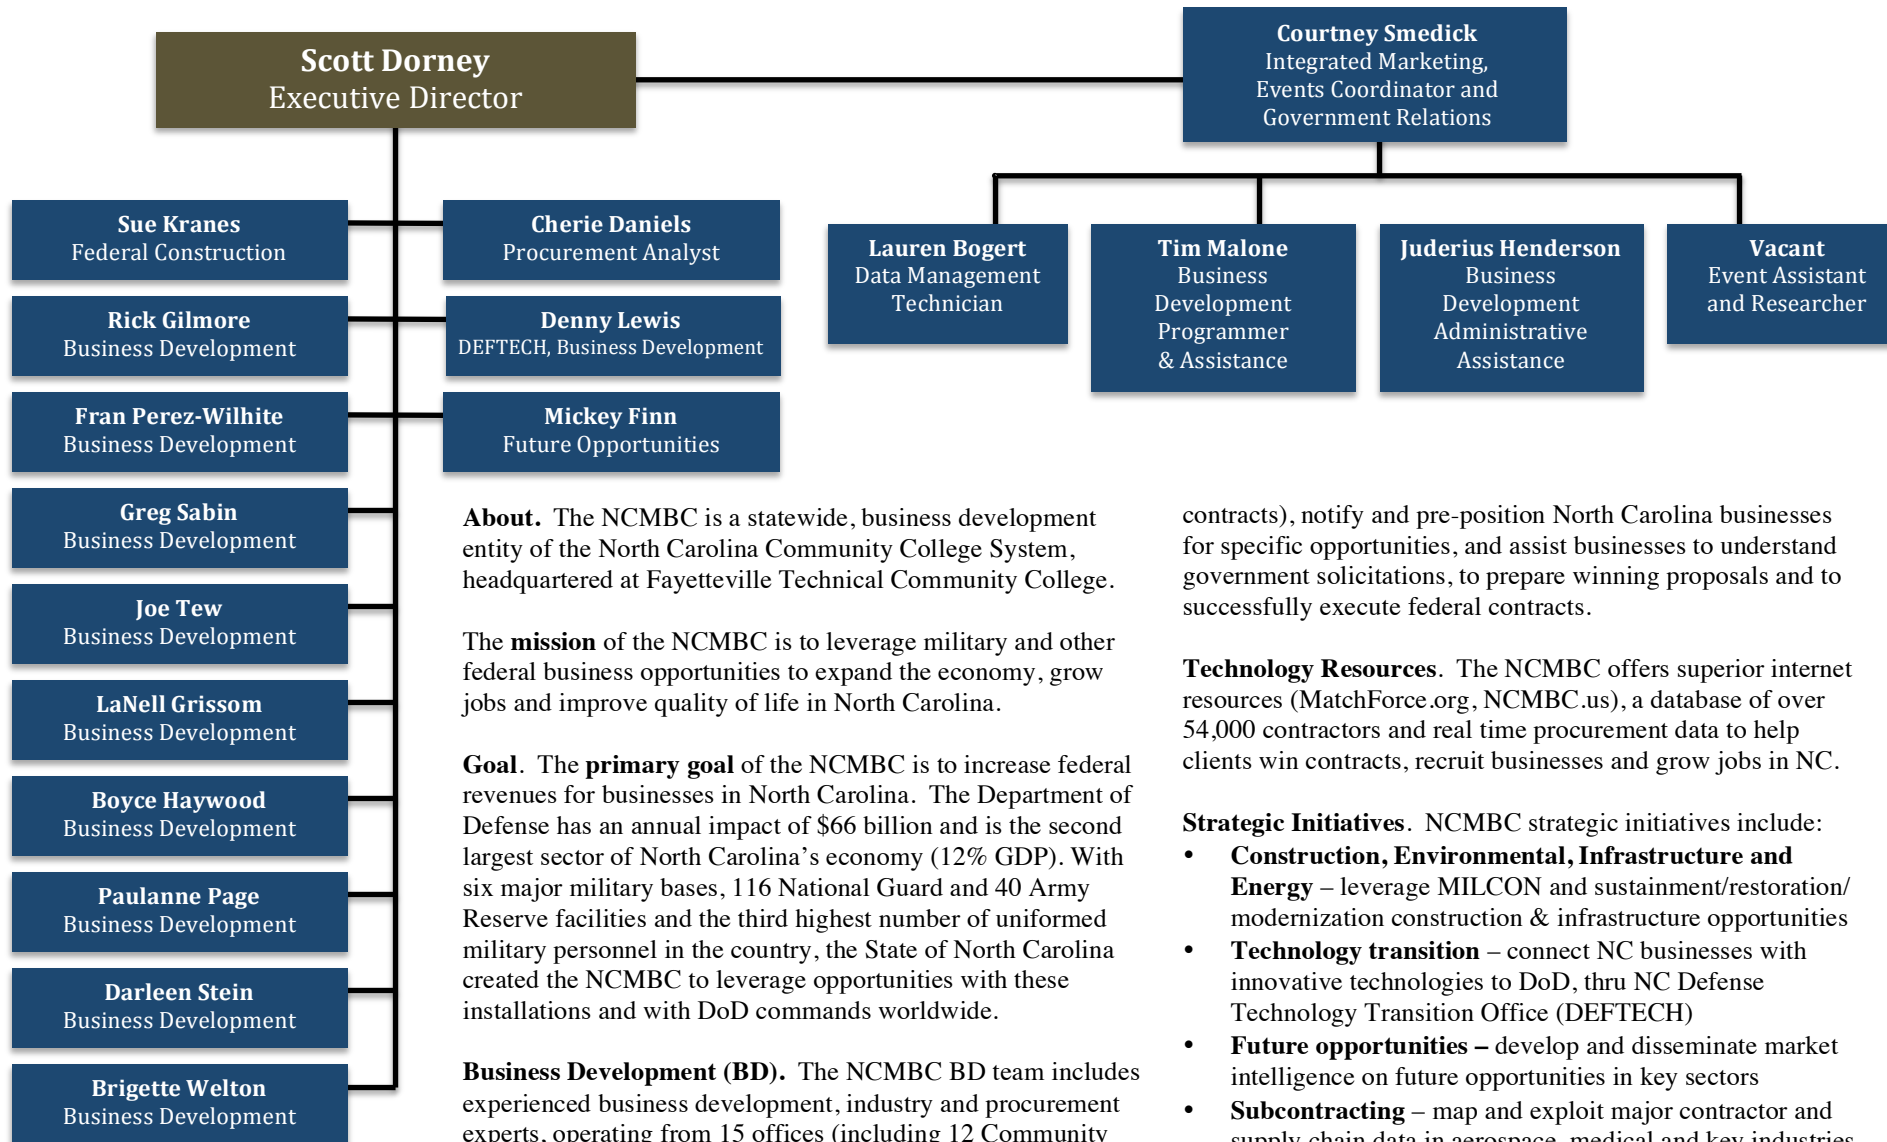 Scott Dorney
Executive Director
Courtney Smedick
Integrated Marketing,
Events Coordinator and
Government Relations
Sue Kranes
Federal Construction
Cherie Daniels
Procurement Analyst
Rick Gilmore
Business Development
Denny Lewis
DEFTECH, Business Development
Fran Perez-Wilhite
Business Development
Mickey Finn
Future Opportunities
Greg Sabin
Business Development
Joe Tew
Business Development
LaNell Grissom
Business Development
Boyce Haywood
Business Development
Paulanne Page
Business Development
Darleen Stein
Business Development
Brigette Welton
Business Development
Lauren Bogert
Data Management
Technician
Tim Malone
Business
Development
Programmer
& Assistance
Juderius Henderson
Business
Development
Administrative
Assistance
Vacant
Event Assistant
and Researcher
About. The NCMBC is a statewide, business development
entity of the North Carolina Community College System,
headquartered at Fayetteville Technical Community College.
The mission of the NCMBC is to leverage military and other
federal business opportunities to expand the economy, grow
jobs and improve quality of life in North Carolina.
Goal. The primary goal of the NCMBC is to increase federal
revenues for businesses in North Carolina. The Department of
Defense has an annual impact of $66 billion and is the second
largest sector of North Carolina's economy (12% GDP). With
six major military bases, 116 National Guard and 40 Army
Reserve facilities and the third highest number of uniformed
military personnel in the country, the State of North Carolina
created the NCMBC to leverage opportunities with these
installations and with DoD commands worldwide.
Business Development (BD). The NCMBC BD team includes
experienced business development, industry and procurement
experts, operating from 15 offices (including 12 Community
contracts), notify and pre-position North Carolina businesses
for specific opportunities, and assist businesses to understand
government solicitations, to prepare winning proposals and to
successfully execute federal contracts.
Technology Resources. The NCMBC offers superior internet
resources (MatchForce.org, NCMBC.us), a database of over
54,000 contractors and real time procurement data to help
clients win contracts, recruit businesses and grow jobs in NC.
Strategic Initiatives. NCMBC strategic initiatives include:
• Construction, Environmental, Infrastructure and
Energy – leverage MILCON and sustainment/restoration/
modernization construction & infrastructure opportunities
• Technology transition – connect NC businesses with
innovative technologies to DoD, thru NC Defense
Technology Transition Office (DEFTECH)
• Future opportunities – develop and disseminate market
intelligence on future opportunities in key sectors
• Subcontracting – map and exploit major contractor and
supply chain data in aerospace, medical and key industries